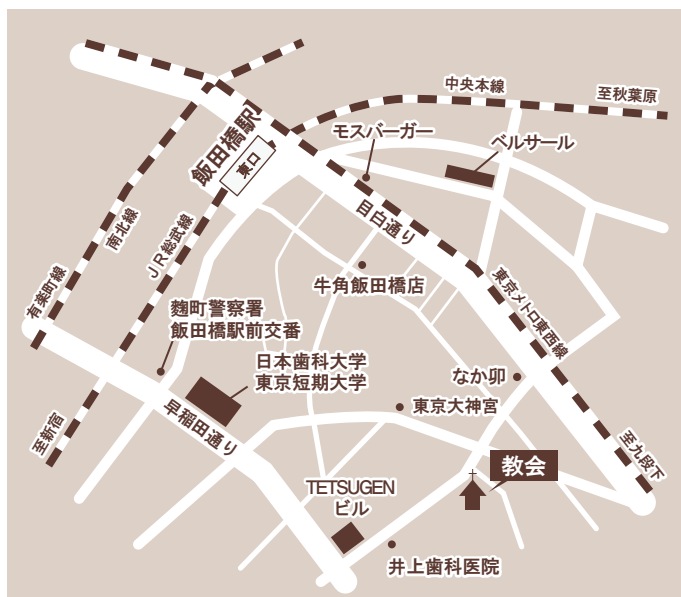 中央本線
至秋葉原
モスバーガー
ベルサール
飯田橋駅
東口
目白通り
南北線
JR総武線
有楽町線
牛角飯田橋店
東京メトロ東西線
麴町警察署
飯田橋駅前交番
日本歯科大学
東京短期大学
なか卯
東京大神宮
早稲田通り
至新宿
至九段下
教会
TETSUGEN
ビル
井上歯科医院